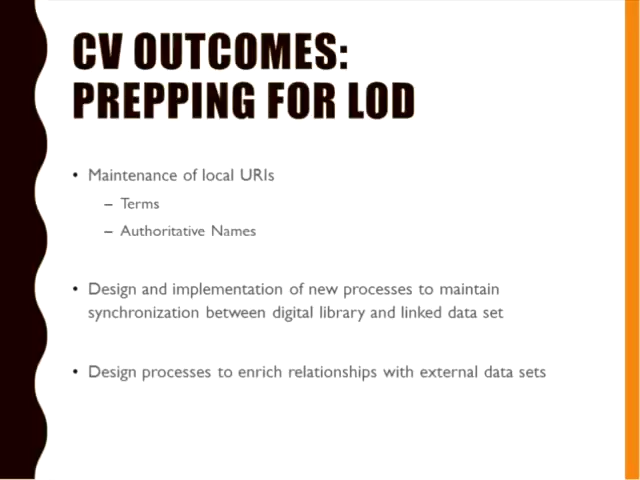 CV OUTCOMES:
PREPPING FOR LOD
• Maintenance of local URIs
– Terms
– Authoritative Names
• Design and implementation of new processes to maintain
synchronization between digital library and linked data set
• Design processes to enrich relationships with external data sets